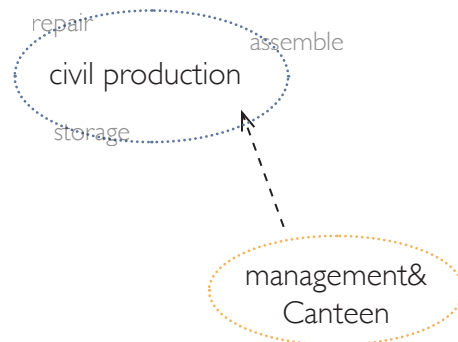 repair
assemble
civil production
storage
management&
Canteen